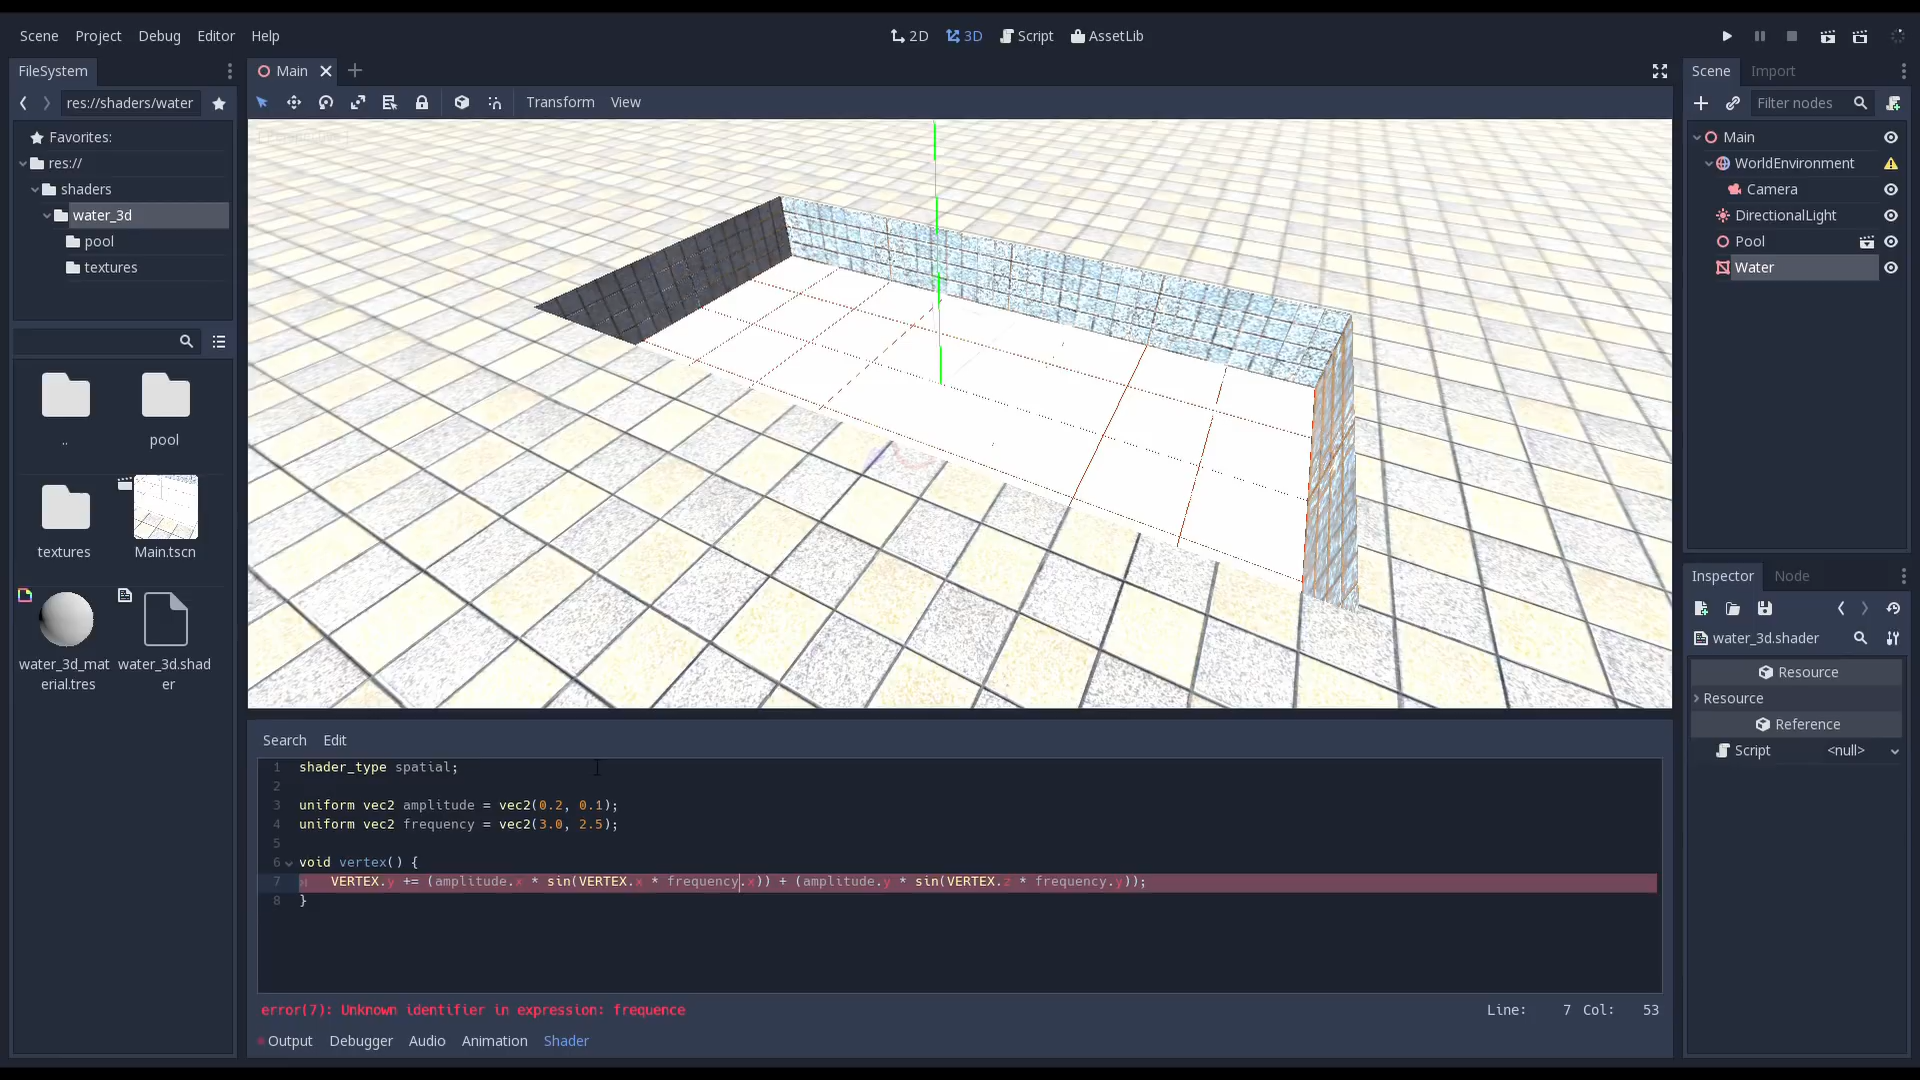 Scene Project Debug Editor Help
2D 3D Script AssetLib
FileSystem
Main
Scene Import
res://shaders/water
Transform View
Filter nodes
Favorites:
res://
shaders
water_3d
pool
textures
Main
WorldEnvironment
Camera
DirectionalLight
Pool
Water
..
pool
textures
Main.tscn
water_3d_mat
erial.tres
water_3d.shad
er
Inspector Node
water_3d.shader
Resource
Resource
Reference
Script <null>
Search Edit
1 shader_type spatial;
2
3 uniform vec2 amplitude = vec2(0.2, 0.1);
4 uniform vec2 frequency = vec2(3.0, 2.5);
5
6 void vertex() {
7 VERTEX.y += (amplitude.x * sin(VERTEX.x * frequency.x)) + (amplitude.y * sin(VERTEX.z * frequency.y));
8 }
error(7): Unknown identifier in expression: frequence
Line: 7 Col: 53
Output Debugger Audio Animation Shader